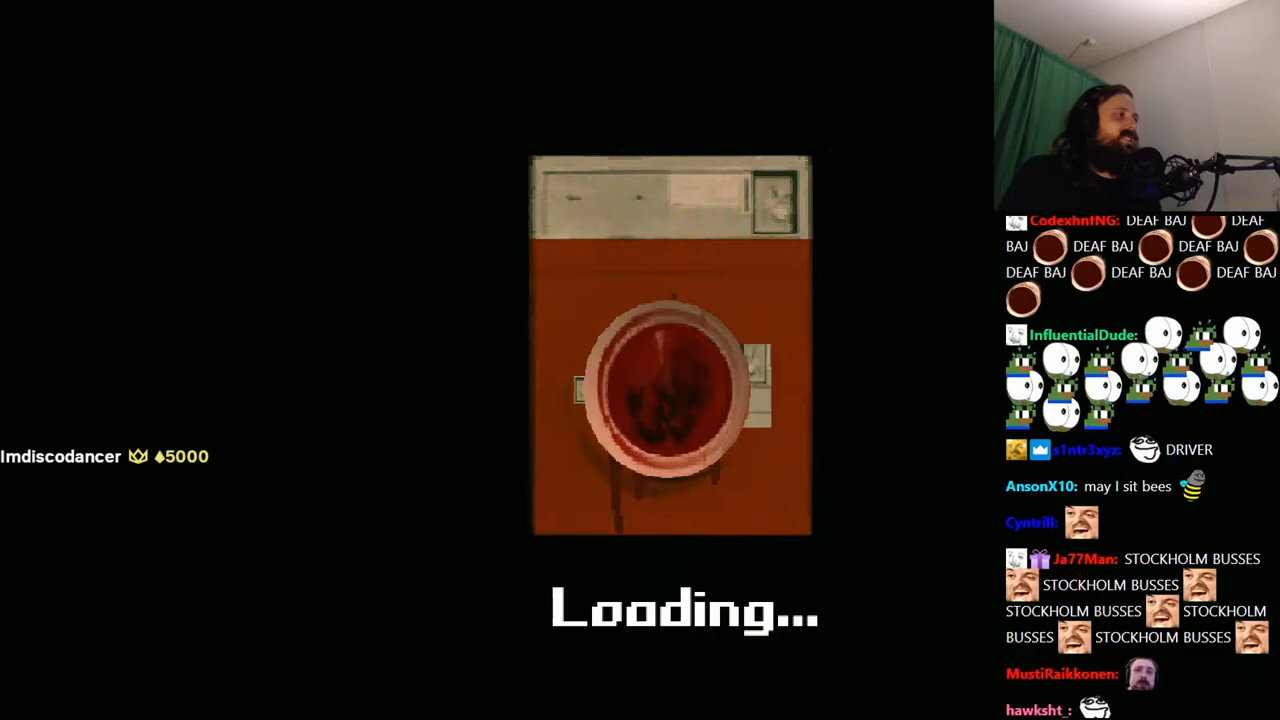 CodexhnfNG: DEAF BAJ DEAF
BAJ DEAF BAJ DEAF BAJ
DEAF BAJ DEAF BAJ DEAF BAJ
InfluentialDude:
s1ntr3xyz: DRIVER
AnsonX10: may I sit bees
Cyntrill:
Ja77Man: STOCKHOLM BUSSES
STOCKHOLM BUSSES
STOCKHOLM BUSSES STOCKHOLM
BUSSES STOCKHOLM BUSSES
MustiRaikkonen:
hawksht_:
Imdiscodancer 5000
Loading...